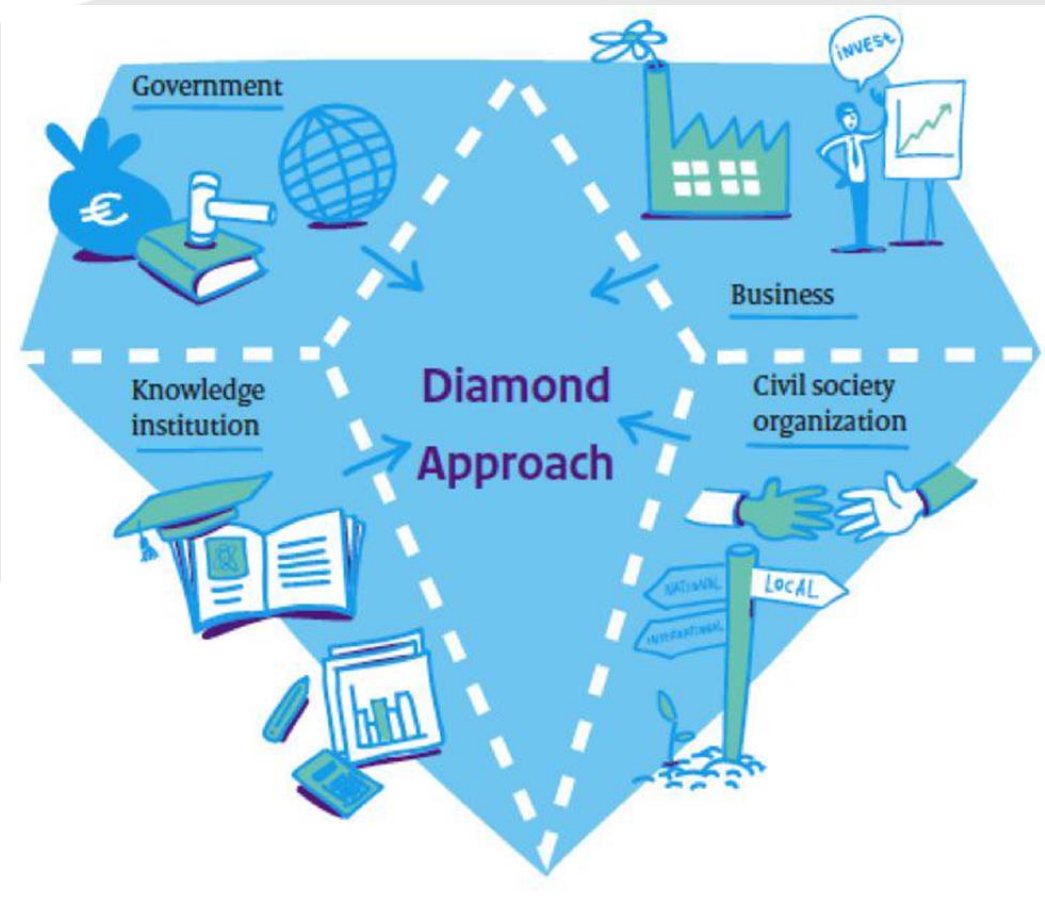 Government
INVEST
€
Business
Knowledge
institution
Diamond
Approach
Civil society
organization
NATIONAL
LOCAL
INTERNATIONAL